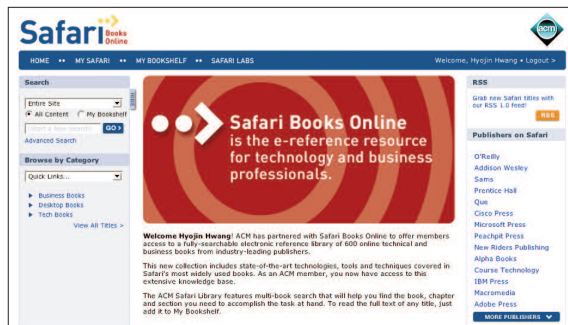 Safari Books Online
acm
HOME •• MY SAFARI •• MY BOOKSHELF •• SAFARI LABS
Welcome, Hyojin Hwang • Logout >
Search
Entire Site
All Content My Bookshelf
GO
Advanced Search
Browse by Category
Quick Links...
Business Books
Desktop Books
Tech Books
View All Titles >
Safari Books Online
is the e-reference resource
for technology and business
professionals.
Welcome Hyojin Hwang! ACM has partnered with Safari Books Online to offer members
access to a fully-searchable electronic reference library of 600 online technical and
business books from industry-leading publishers.
This new collection includes state-of-the-art technologies, tools and techniques covered in
Safari's most widely used books. As an ACM member, you now have access to this
extensive knowledge base.
The ACM Safari Library features multi-book search that will help you find the book, chapter
and section you need to accomplish the task at hand. To read the full text of any title, just
add it to My Bookshelf.
RSS
Grab new Safari titles with
our RSS 1.0 feed!
RSS
Publishers on Safari
O'Reilly
Addison Wesley
Sams
Prentice Hall
Que
Cisco Press
Microsoft Press
Peachpit Press
New Riders Publishing
Alpha Books
Course Technology
IBM Press
Macromedia
Adobe Press
MORE PUBLISHERS